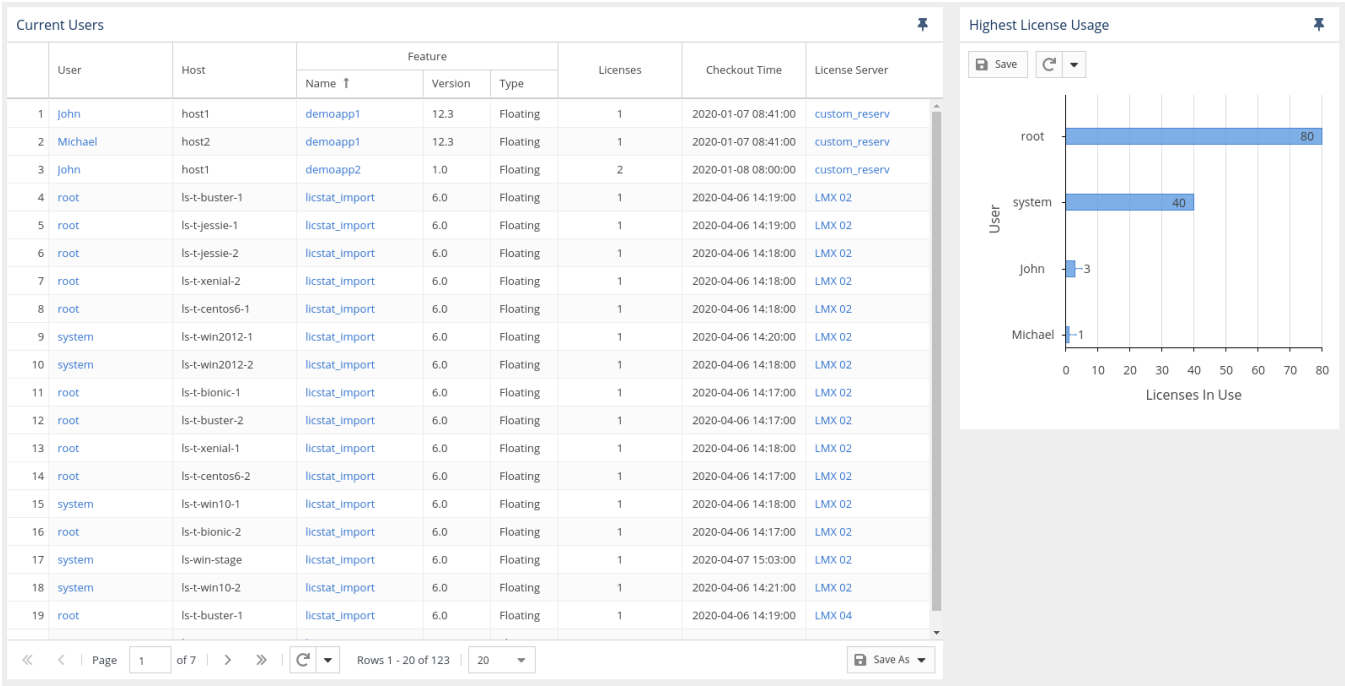 Current Users
User Host Feature Licenses Checkout Time License Server
Name ↑ Version Type
1 John host1 demoapp1 12.3 Floating 1 2020-01-07 08:41:00 custom_reserv
2 Michael host2 demoapp1 12.3 Floating 1 2020-01-07 08:41:00 custom_reserv
3 John host1 demoapp2 1.0 Floating 2 2020-01-08 08:00:00 custom_reserv
4 root ls-t-buster-1 licstat_import 6.0 Floating 1 2020-04-06 14:19:00 LMX 02
5 root ls-t-jessie-1 licstat_import 6.0 Floating 1 2020-04-06 14:19:00 LMX 02
6 root ls-t-jessie-2 licstat_import 6.0 Floating 1 2020-04-06 14:18:00 LMX 02
7 root ls-t-xenial-2 licstat_import 6.0 Floating 1 2020-04-06 14:18:00 LMX 02
8 root ls-t-centos6-1 licstat_import 6.0 Floating 1 2020-04-06 14:18:00 LMX 02
9 system ls-t-win2012-1 licstat_import 6.0 Floating 1 2020-04-06 14:20:00 LMX 02
10 system ls-t-win2012-2 licstat_import 6.0 Floating 1 2020-04-06 14:18:00 LMX 02
11 root ls-t-bionic-1 licstat_import 6.0 Floating 1 2020-04-06 14:17:00 LMX 02
12 root ls-t-buster-2 licstat_import 6.0 Floating 1 2020-04-06 14:17:00 LMX 02
13 root ls-t-xenial-1 licstat_import 6.0 Floating 1 2020-04-06 14:18:00 LMX 02
14 root ls-t-centos6-2 licstat_import 6.0 Floating 1 2020-04-06 14:17:00 LMX 02
15 system ls-t-win10-1 licstat_import 6.0 Floating 1 2020-04-06 14:18:00 LMX 02
16 root ls-t-bionic-2 licstat_import 6.0 Floating 1 2020-04-06 14:17:00 LMX 02
17 system ls-win-stage licstat_import 6.0 Floating 1 2020-04-07 15:03:00 LMX 02
18 system ls-t-win10-2 licstat_import 6.0 Floating 1 2020-04-06 14:21:00 LMX 02
19 root ls-t-buster-1 licstat_import 6.0 Floating 1 2020-04-06 14:19:00 LMX 04
Page 1 of 7 Rows 1 - 20 of 123 20 Save As
Highest License Usage
Save
User
root 80
system 40
John 3
Michael 1
0 10 20 30 40 50 60 70 80
Licenses In Use